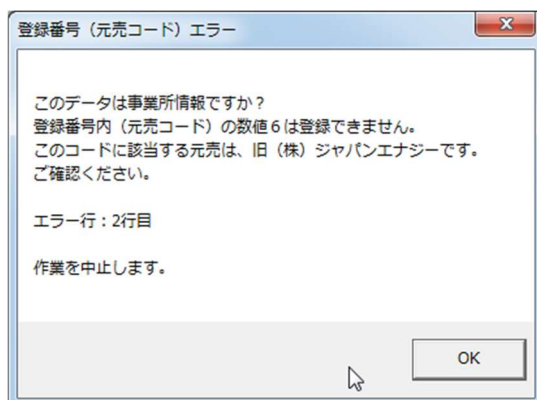 登録番号（元売コード）エラー
このデータは事業所情報ですか？
登録番号内（元売コード）の数値６は登録できません。
このコードに該当する元売は、旧（株）ジャパンエナジーです。
ご確認ください。
エラー行：2行目
作業を中止します。
OK